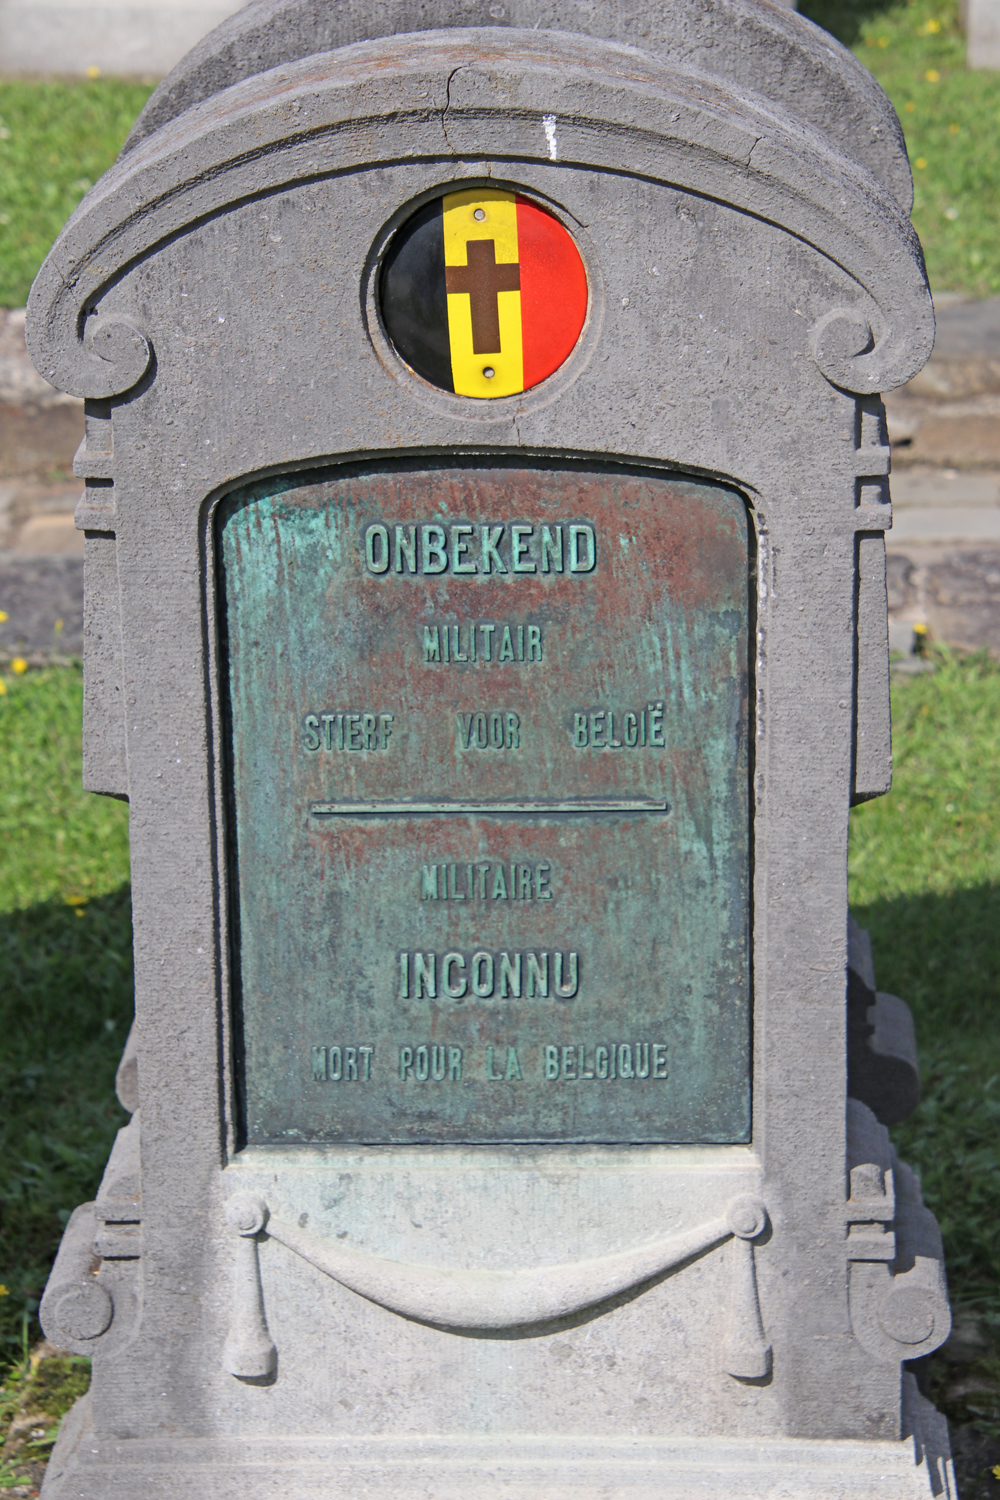 ONBEKEND
MILITAIR
STIERF VOOR BELGIË
MILITAIRE
INCONNU
MORT POUR LA BELGIQUE